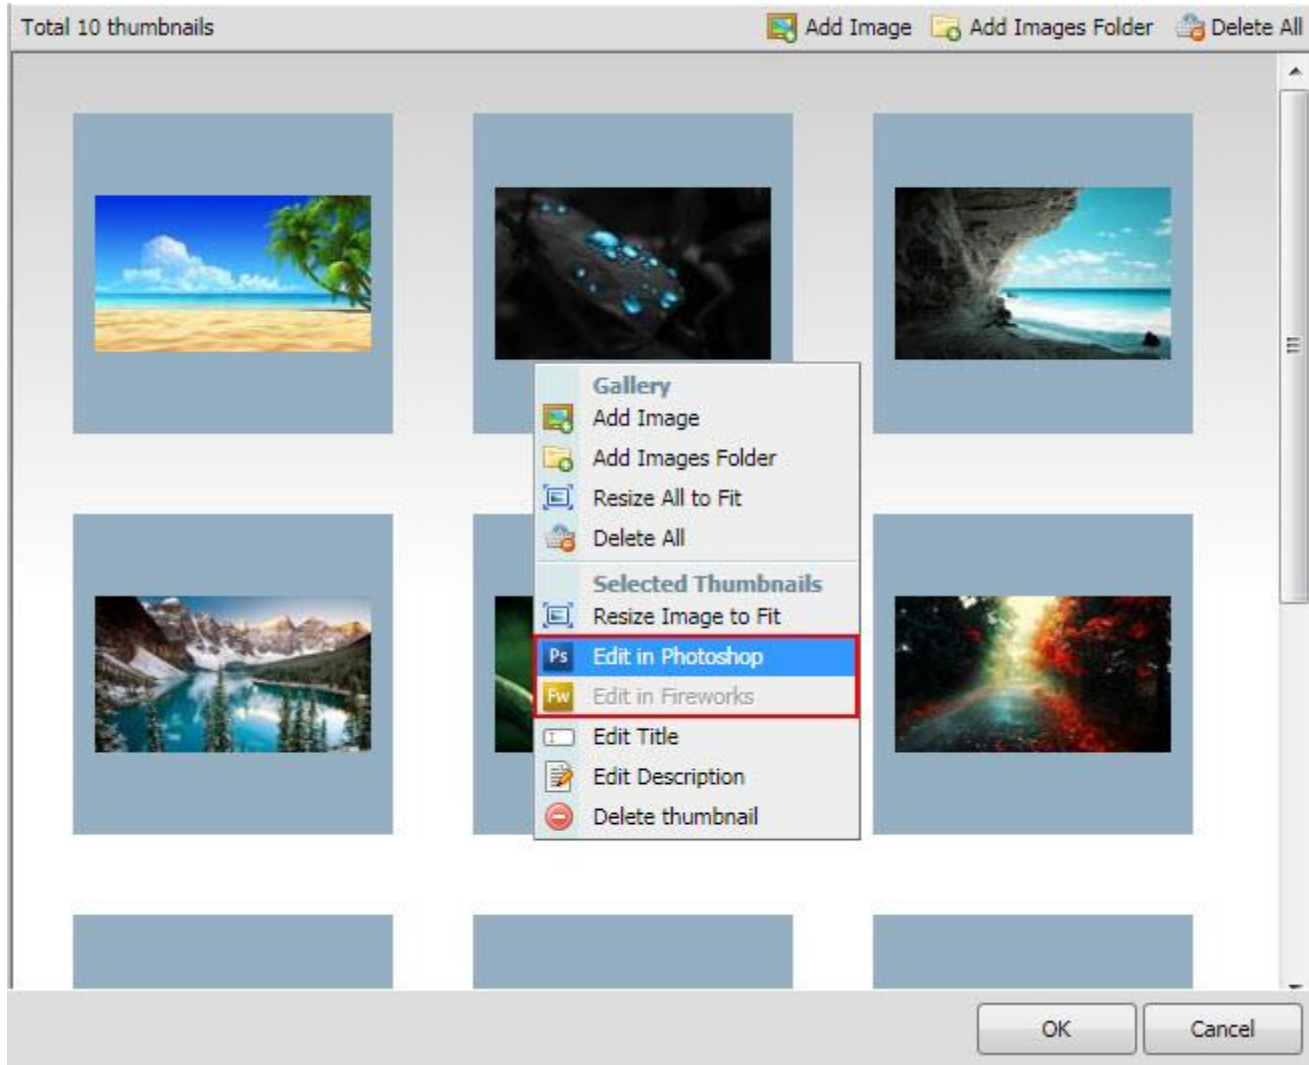 Total 10 thumbnails
Add Image Add Images Folder Delete All
Gallery
Add Image
Add Images Folder
Resize All to Fit
Delete All
Selected Thumbnails
Resize Image to Fit
Ps Edit in Photoshop
Fw Edit in Fireworks
Edit Title
Edit Description
Delete thumbnail
OK Cancel